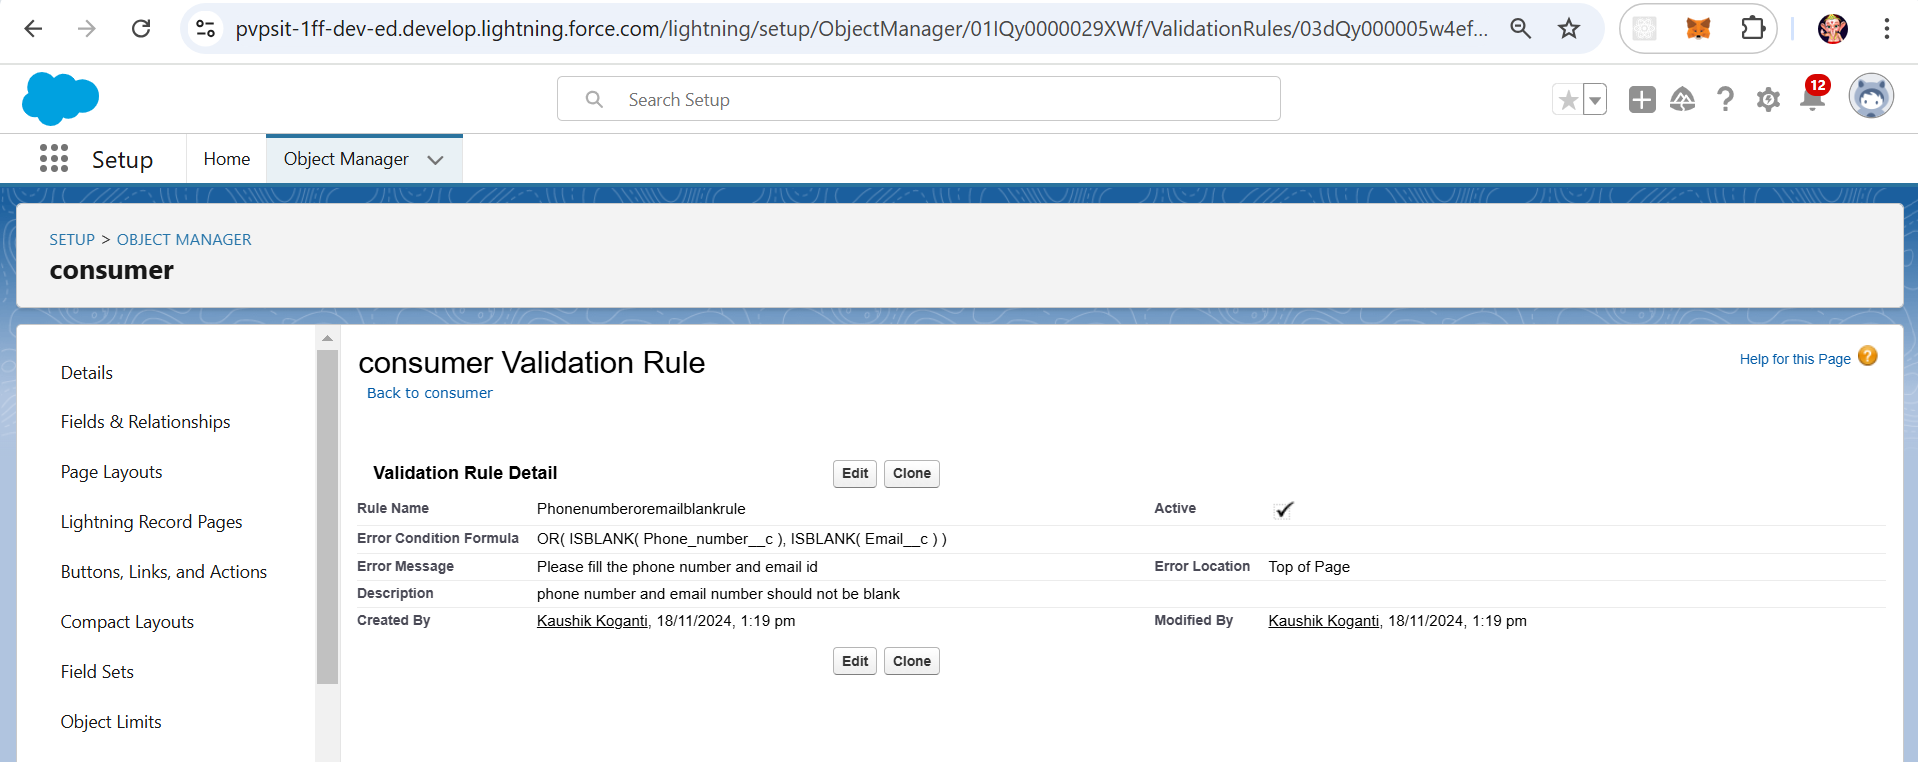 pvpsit-1ff-dev-ed.develop.lightning.force.com/lightning/setup/ObjectManager/01IQy0000029XWf/ValidationRules/03dQy000005w4ef...
Search Setup
12
Setup
Home
Object Manager
SETUP > OBJECT MANAGER
consumer
Details
Fields & Relationships
Page Layouts
Lightning Record Pages
Buttons, Links, and Actions
Compact Layouts
Field Sets
Object Limits
consumer Validation Rule
Help for this Page ?
Back to consumer
Validation Rule Detail
Edit Clone
Rule Name Phonenumberoremailblankrule Active
Error Condition Formula OR( ISBLANK( Phone_number__c ), ISBLANK( Email__c ) )
Error Message Please fill the phone number and email id Error Location Top of Page
Description phone number and email number should not be blank
Created By Kaushik Koganti, 18/11/2024, 1:19 pm Modified By Kaushik Koganti, 18/11/2024, 1:19 pm
Edit Clone